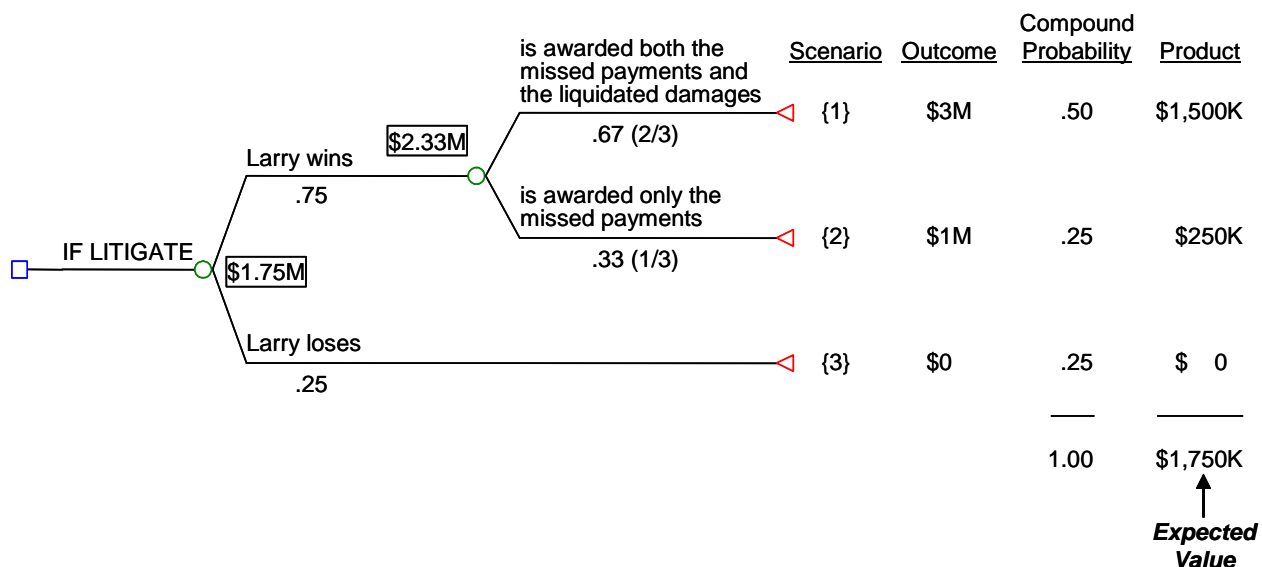 Compound
is awarded both the
missed payments and
the liquidated damages
Scenario Outcome Probability Product
{1} $3M .50 $1,500K
.67 (2/3)
$2.33M
Larry wins
.75
is awarded only the
missed payments
{2} $1M .25 $250K
.33 (1/3)
IF LITIGATE
$1.75M
Larry loses
.25
{3} $0 .25 $ 0
1.00 $1,750K
Expected
Value